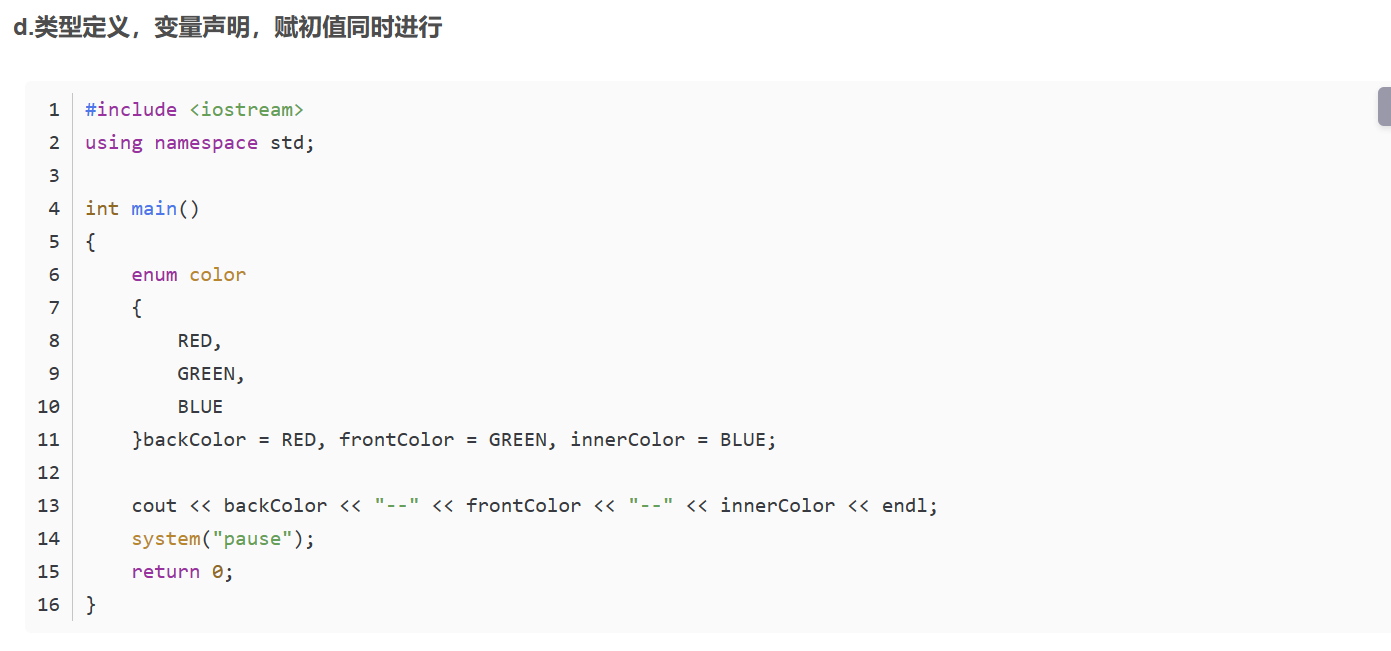 d.类型定义，变量声明，赋初值同时进行
1 #include <iostream>
2 using namespace std;
3
4 int main()
5 {
6     enum color
7     {
8         RED,
9         GREEN,
10         BLUE
11     }backColor = RED, frontColor = GREEN, innerColor = BLUE;
12
13     cout << backColor << "--" << frontColor << "--" << innerColor << endl;
14     system("pause");
15     return 0;
16 }